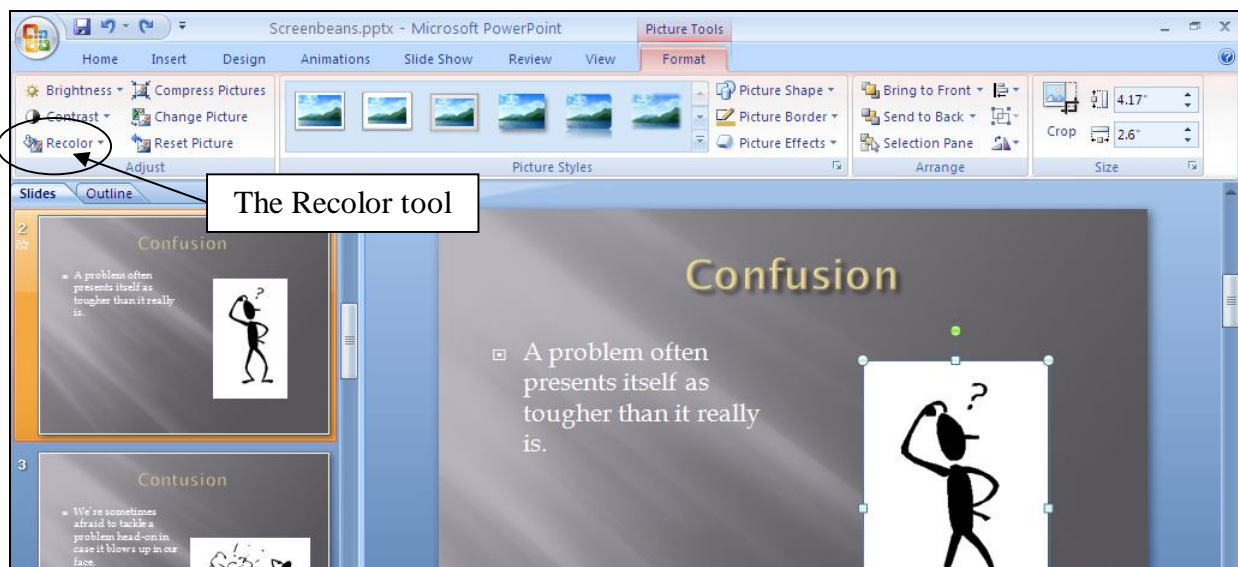 Screenbeans.pptx - Microsoft PowerPoint
Picture Tools
Home Insert Design Animations Slide Show Review View Format
Brightness
Contrast
Recolor
Compress Pictures
Change Picture
Reset Picture
Adjust
Picture Styles
Picture Shape
Picture Border
Picture Effects
Bring to Front
Send to Back
Selection Pane
Arrange
Crop
4.17"
2.6"
Size
The Recolor tool
Slides Outline
2
Confusion
A problem often
presents itself as
tougher than it really
is.
?
3
Contusion
We're sometimes
afraid to tackle a
problem head-on in
case it blows up in our
face.
Confusion
A problem often
presents itself as
tougher than it really
is.
?